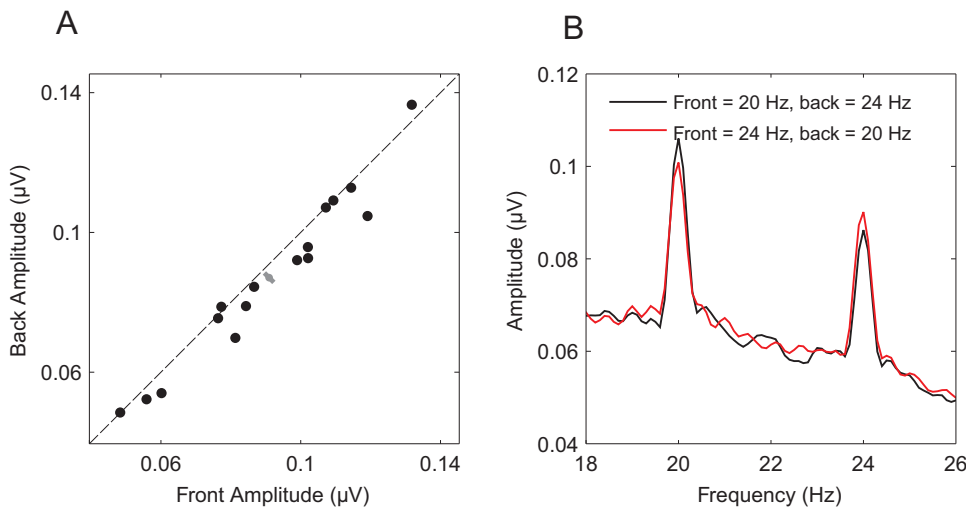 A
0.14
0.1
0.06
Back Amplitude (µV)
0.06 0.1 0.14
Front Amplitude (µV)
B
0.12
0.1
0.08
0.06
0.04
Amplitude (µV)
Front = 20 Hz, back = 24 Hz
Front = 24 Hz, back = 20 Hz
18 20 22 24 26
Frequency (Hz)